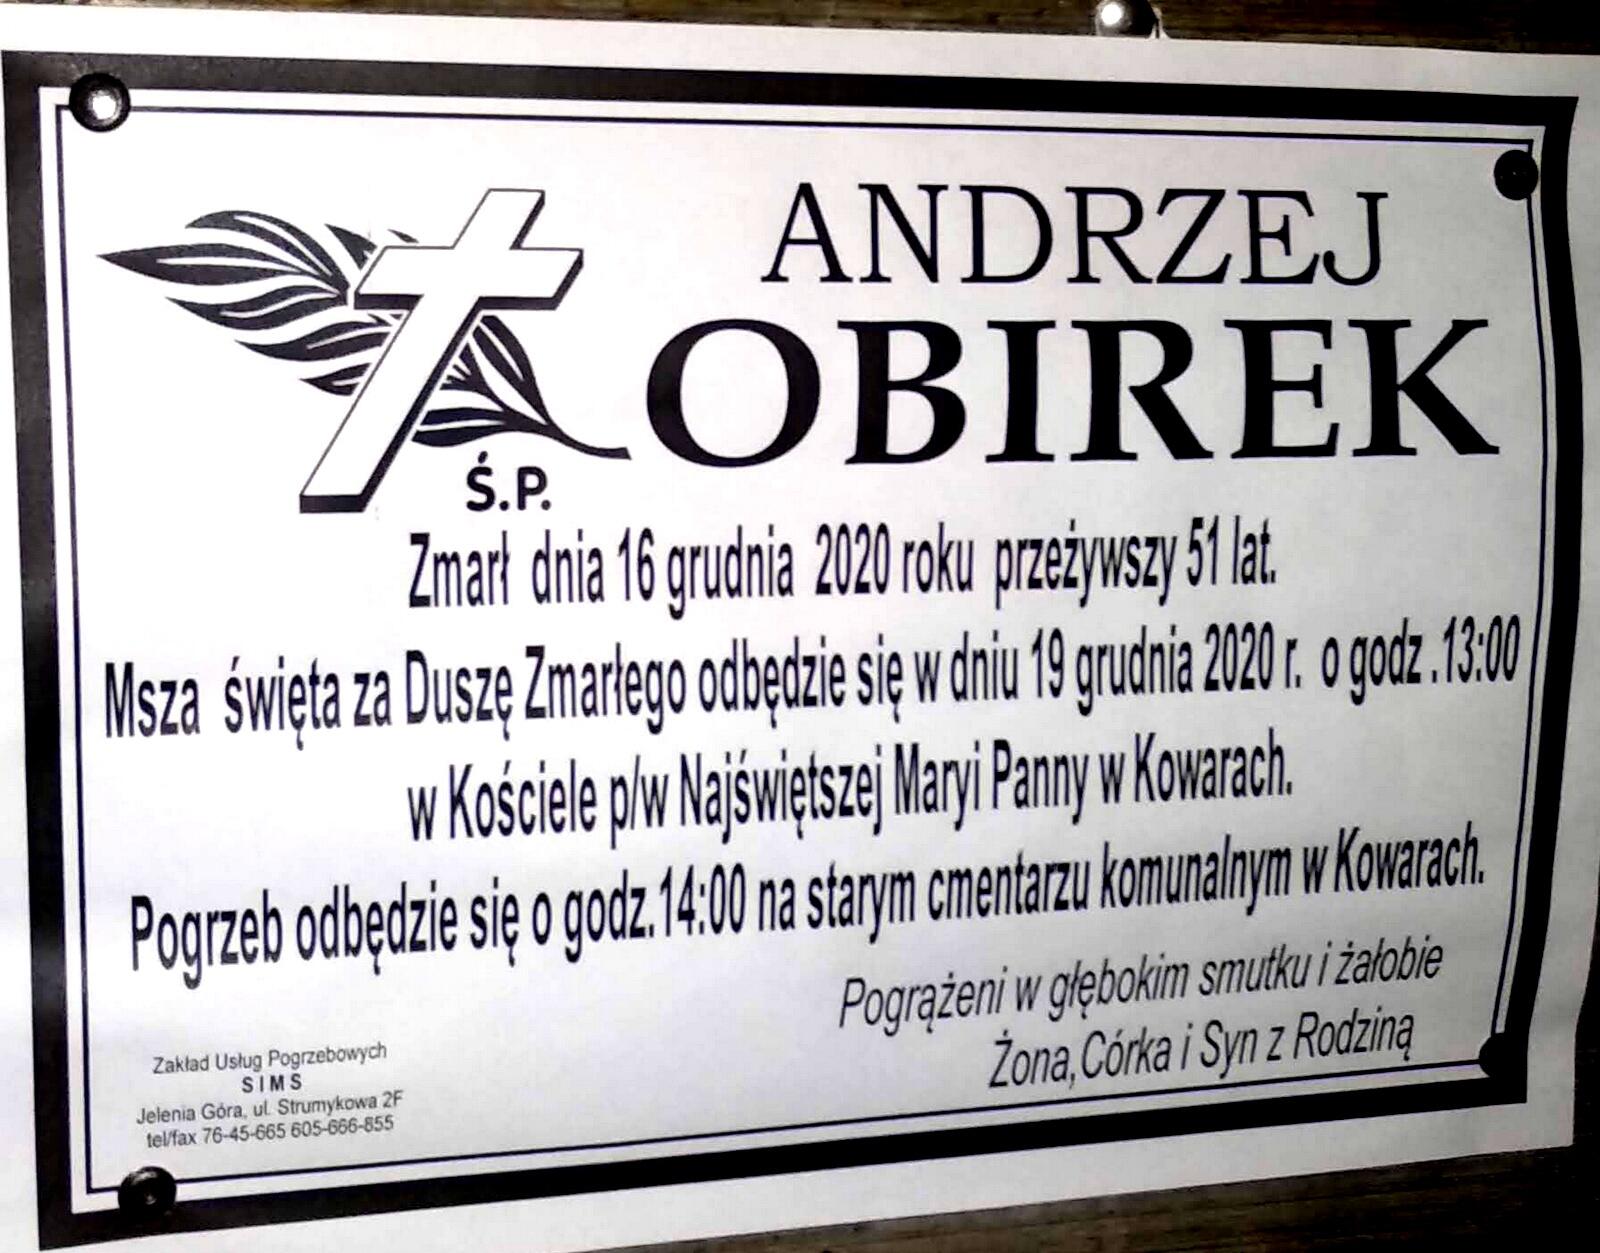 ANDRZEJ
OBIREK
Ś.P.
Zmarł dnia 16 grudnia 2020 roku przeżywszy 51 lat.
Msza święta za Duszę Zmarłego odbędzie się w dniu 19 grudnia 2020 r. o godz .13:00
w Kościele p/w Najświętszej Maryi Panny w Kowarach.
Pogrzeb odbędzie się o godz.14:00 na starym cmentarzu komunalnym w Kowarach.
Pogrążeni w głębokim smutku i żałobie
Żona,Córka i Syn z Rodziną
Zakład Usług Pogrzebowych
SIMS
Jelenia Góra, ul. Strumykowa 2F
tel/fax 76-45-665 605-666-855